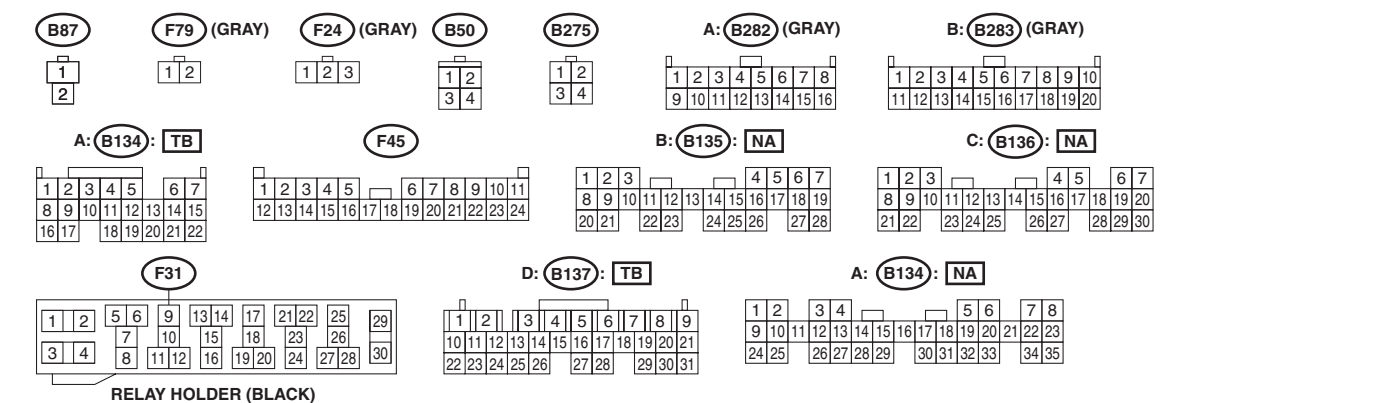 B87 F79 (GRAY) F24 (GRAY) B50 B275 A: B282 (GRAY) B: B283 (GRAY)
1 1 2 1 2 3 1 2 1 2 1 2 3 4 5 6 7 8 1 2 3 4 5 6 7 8 9 10
2 3 4 3 4 9 10 11 12 13 14 15 16 11 12 13 14 15 16 17 18 19 20
A: B134 : TB F45 B: B135 : NA C: B136 : NA
1 2 3 4 5 6 7 1 2 3 4 5 6 7 8 9 10 11 1 2 3 4 5 6 7 1 2 3 4 5 6 7
8 9 10 11 12 13 14 15 12 13 14 15 16 17 18 19 20 21 22 23 24 8 9 10 11 12 13 14 15 16 17 18 19 8 9 10 11 12 13 14 15 16 17 18 19 20
16 17 18 19 20 21 22 20 21 22 23 24 25 26 27 28 21 22 23 24 25 26 27 28 29 30
F31 D: B137 : TB A: B134 : NA
1 2 5 6 9 13 14 17 21 22 25 29 1 2 3 4 5 6 7 8 9 1 2 3 4 5 6 7 8
7 10 15 18 23 26 10 11 12 13 14 15 16 17 18 19 20 21 9 10 11 12 13 14 15 16 17 18 19 20 21 22 23
3 4 8 11 12 16 19 20 24 27 28 30 22 23 24 25 26 27 28 29 30 31 24 25 26 27 28 29 30 31 32 33 34 35
RELAY HOLDER (BLACK)